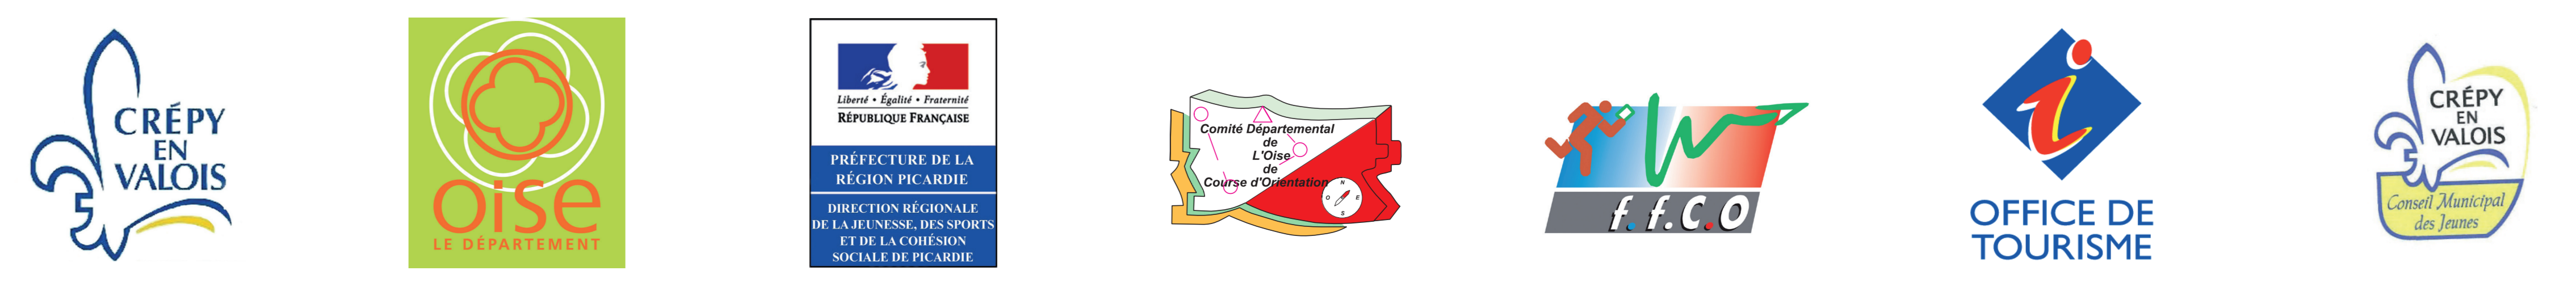 CRÉPY
EN
VALOIS
oise
LE DÉPARTEMENT
Liberté • Égalité • Fraternité
RÉPUBLIQUE FRANÇAISE
PRÉFECTURE DE LA
RÉGION PICARDIE
DIRECTION RÉGIONALE
DE LA JEUNESSE, DES SPORTS
ET DE LA COHÉSION
SOCIALE DE PICARDIE
Comité Départemental
de
L'Oise
de
Course d'Orientation
N
O E
S
f.f.C.O
i
OFFICE DE
TOURISME
CRÉPY
EN
VALOIS
Conseil Municipal
des Jeunes